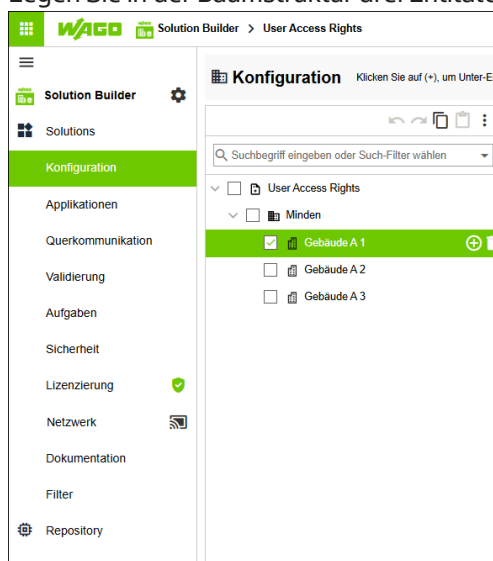 Legen Sie in der Baumstruktur drei Entitäte
WAGO Solution Builder > User Access Rights
Solution Builder
Konfiguration Klicken Sie auf (+), um Unter-E
Solutions
Suchbegriff eingeben oder Such-Filter wählen
Konfiguration
User Access Rights
Applikationen
Minden
Querkommunikation
Gebäude A 1
Validierung
Gebäude A 2
Aufgaben
Gebäude A 3
Sicherheit
Lizenzierung
Netzwerk
Dokumentation
Filter
Repository